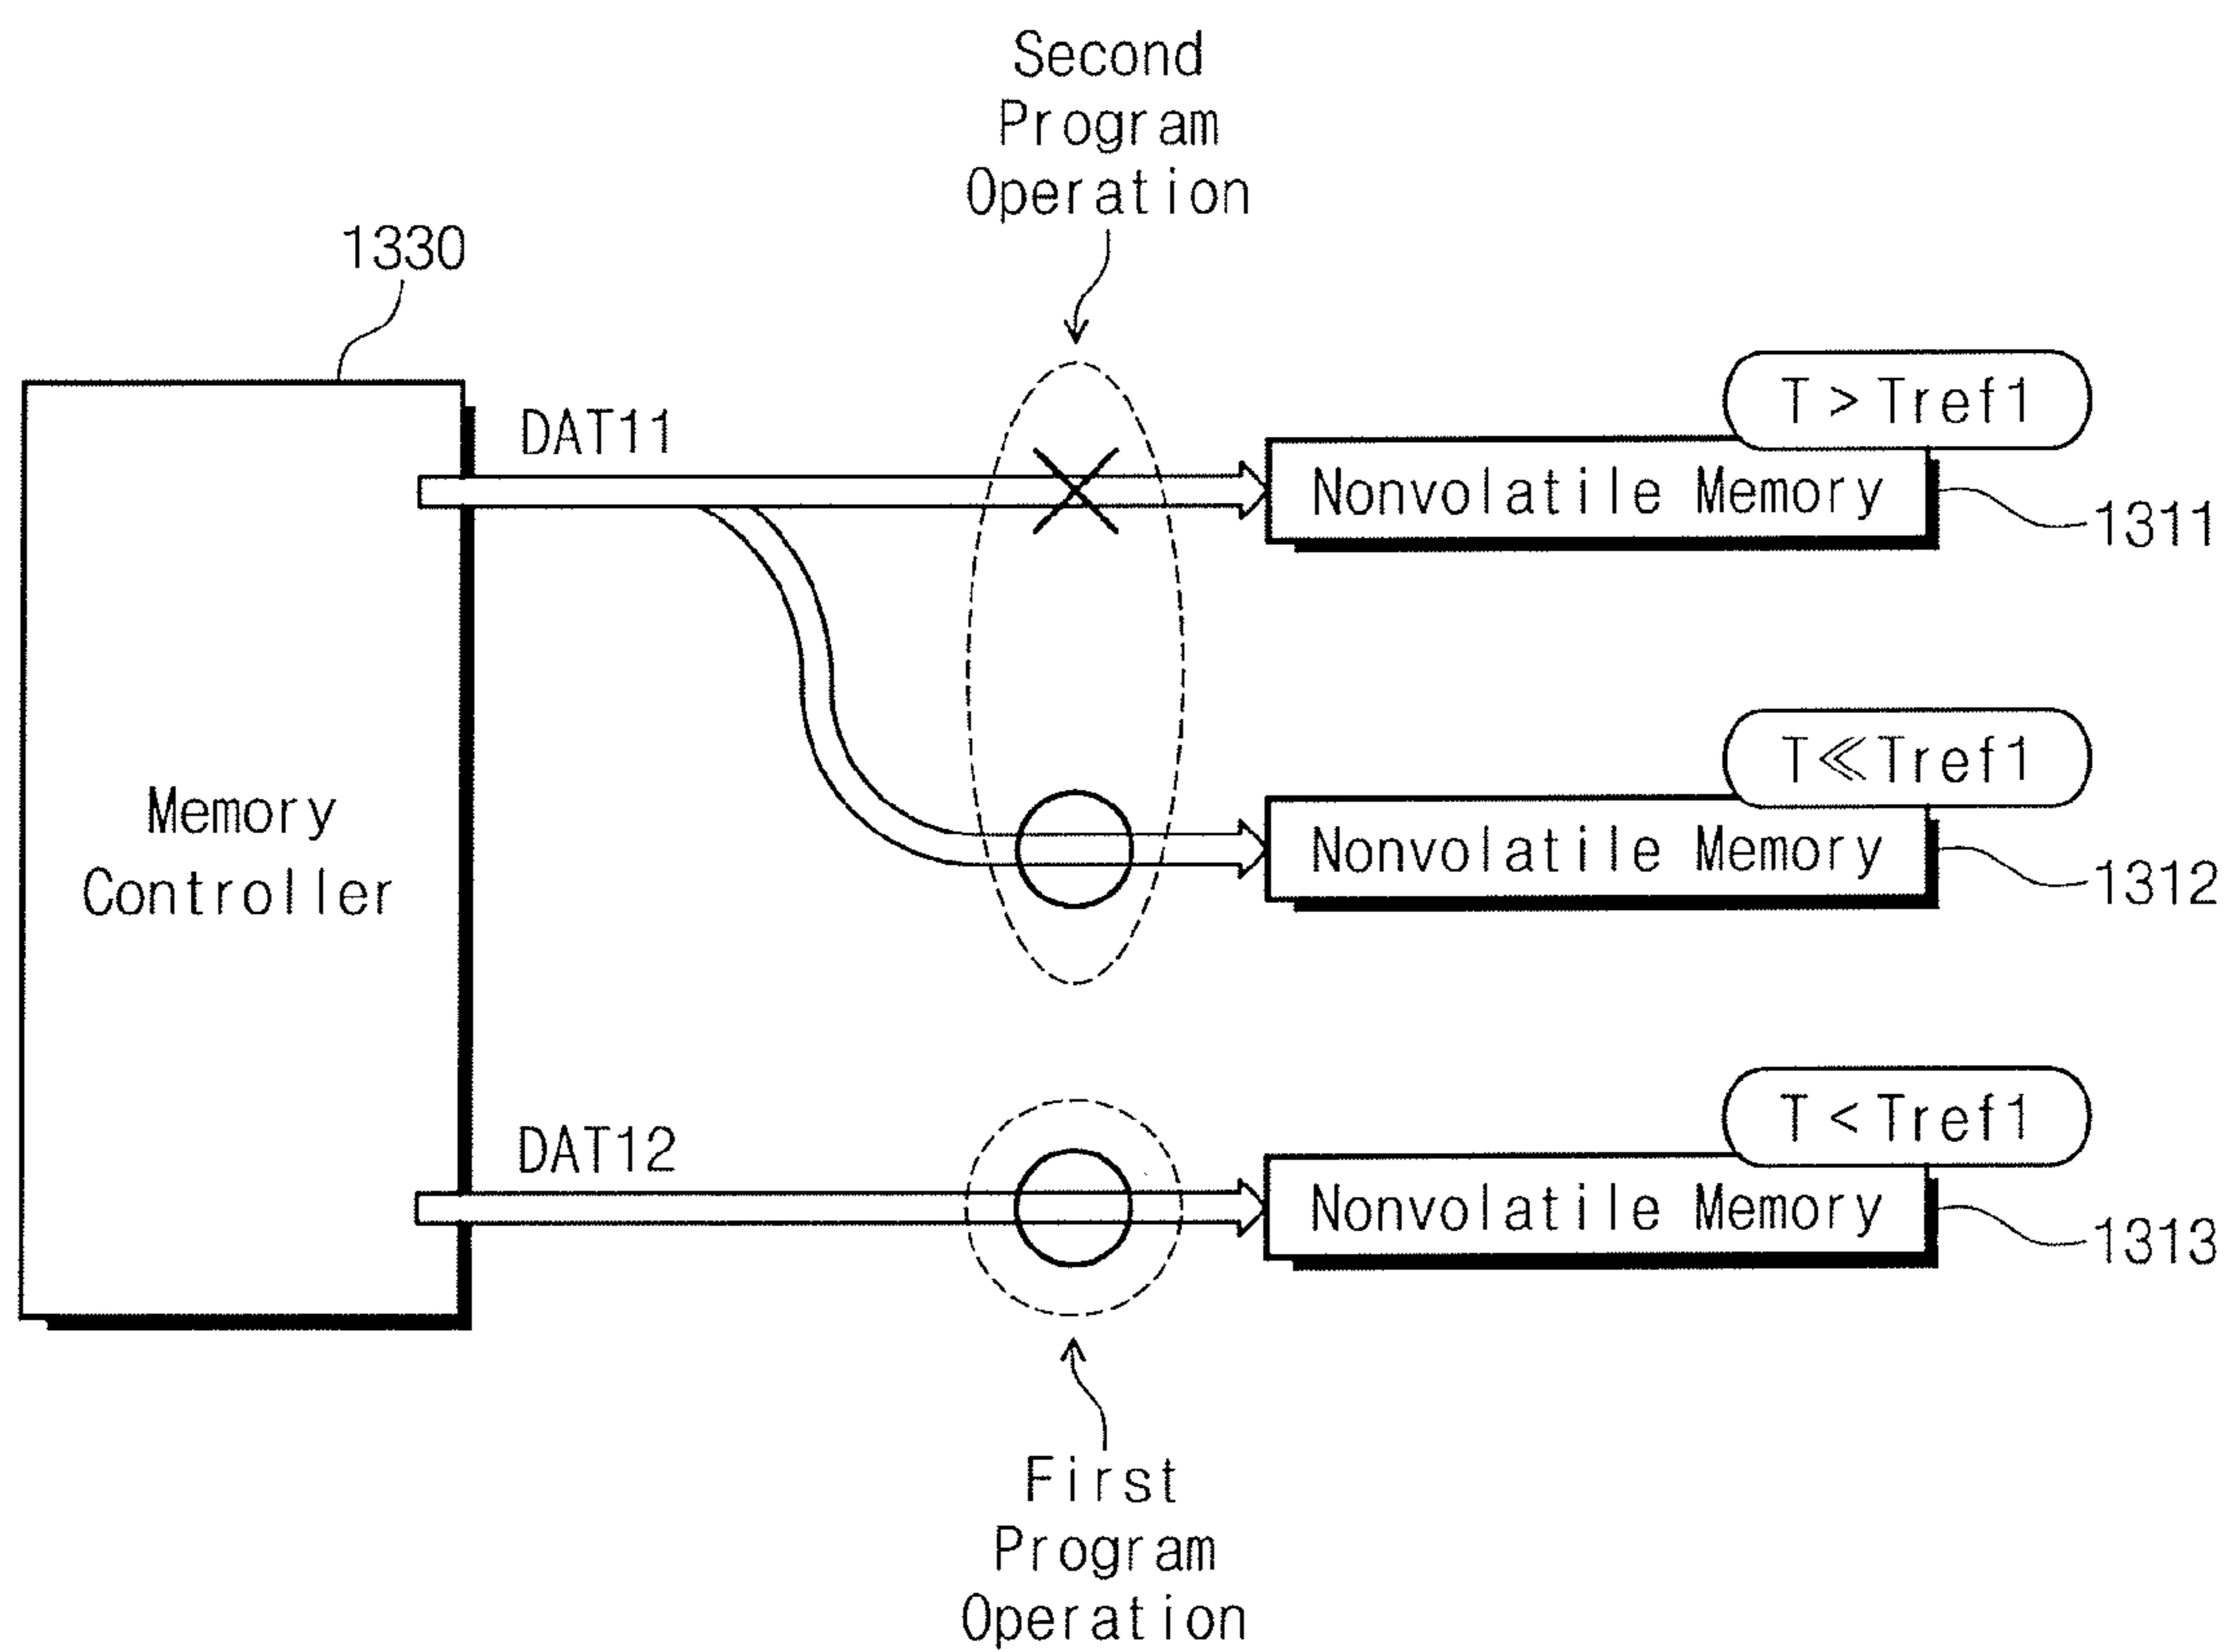 Second
Program
Operation
1330
DAT11
T > Tref1
Nonvolatile Memory
1311
T≪Tref1
Nonvolatile Memory
1312
Memory
Controller
DAT12
T < Tref1
Nonvolatile Memory
1313
First
Program
Operation